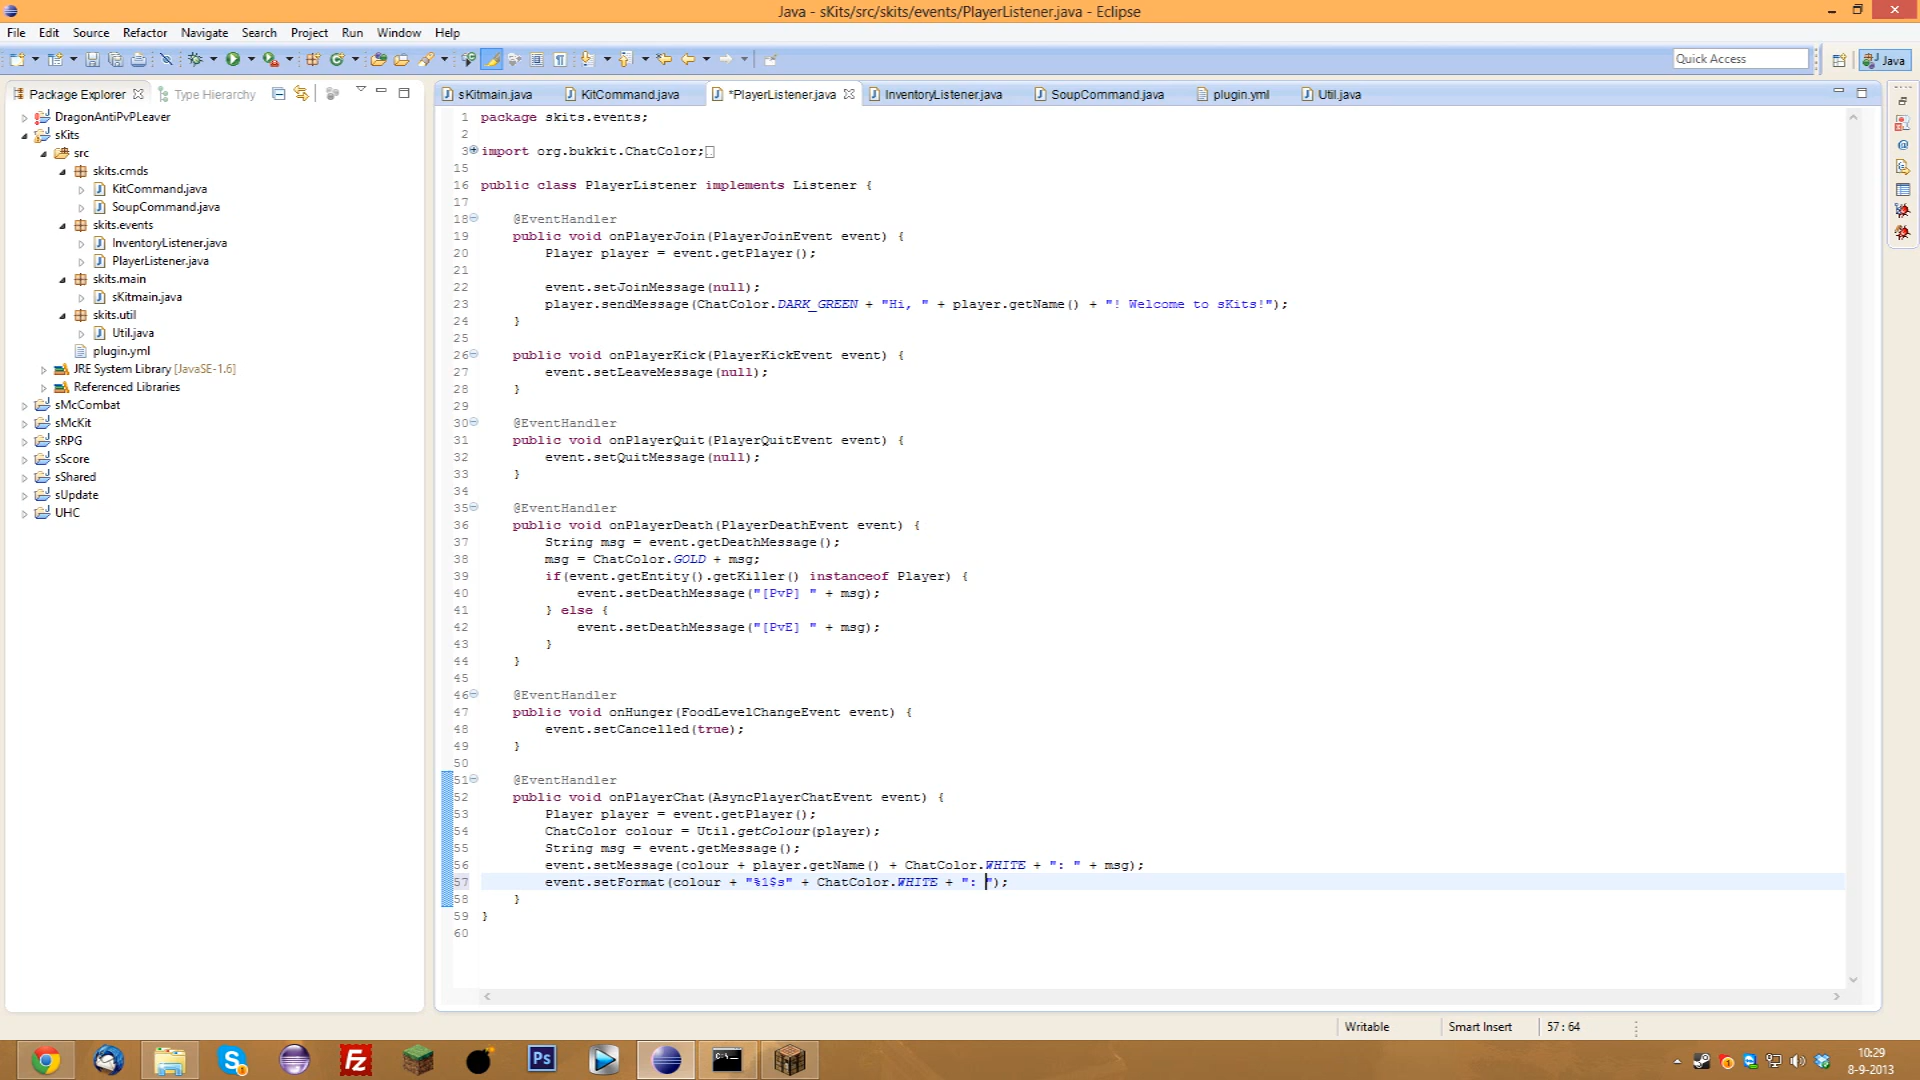 Java - sKits/src/skits/events/PlayerListener.java - Eclipse
File Edit Source Refactor Navigate Search Project Run Window Help
Quick Access
Java
Package Explorer
Type Hierarchy
DragonAntiPvPLeaver
sKits
src
skits.cmds
KitCommand.java
SoupCommand.java
skits.events
InventoryListener.java
PlayerListener.java
skits.main
sKitmain.java
skits.util
Util.java
plugin.yml
JRE System Library [JavaSE-1.6]
Referenced Libraries
sMcCombat
sMcKit
sRPG
sScore
sShared
sUpdate
UHC
sKitmain.java KitCommand.java *PlayerListener.java InventoryListener.java SoupCommand.java plugin.yml Util.java
1 package skits.events;
2
3 import org.bukkit.ChatColor;
15
16 public class PlayerListener implements Listener {
17
18 @EventHandler
19 public void onPlayerJoin(PlayerJoinEvent event) {
20 Player player = event.getPlayer();
21
22 event.setJoinMessage(null);
23 player.sendMessage(ChatColor.DARK_GREEN + "Hi, " + player.getName() + "! Welcome to sKits!");
24 }
25
26 public void onPlayerKick(PlayerKickEvent event) {
27 event.setLeaveMessage(null);
28 }
29
30 @EventHandler
31 public void onPlayerQuit(PlayerQuitEvent event) {
32 event.setQuitMessage(null);
33 }
34
35 @EventHandler
36 public void onPlayerDeath(PlayerDeathEvent event) {
37 String msg = event.getDeathMessage();
38 msg = ChatColor.GOLD + msg;
39 if(event.getEntity().getKiller() instanceof Player) {
40 event.setDeathMessage("[PvP] " + msg);
41 } else {
42 event.setDeathMessage("[PvE] " + msg);
43 }
44 }
45
46 @EventHandler
47 public void onHunger(FoodLevelChangeEvent event) {
48 event.setCancelled(true);
49 }
50
51 @EventHandler
52 public void onPlayerChat(AsyncPlayerChatEvent event) {
53 Player player = event.getPlayer();
54 ChatColor colour = Util.getColour(player);
55 String msg = event.getMessage();
56 event.setMessage(colour + player.getName() + ChatColor.WHITE + ": " + msg);
57 event.setFormat(colour + "%1$s" + ChatColor.WHITE + ": ");
58 }
59 }
60
Writable Smart Insert 57 : 64
Ps
10:29
8-9-2013